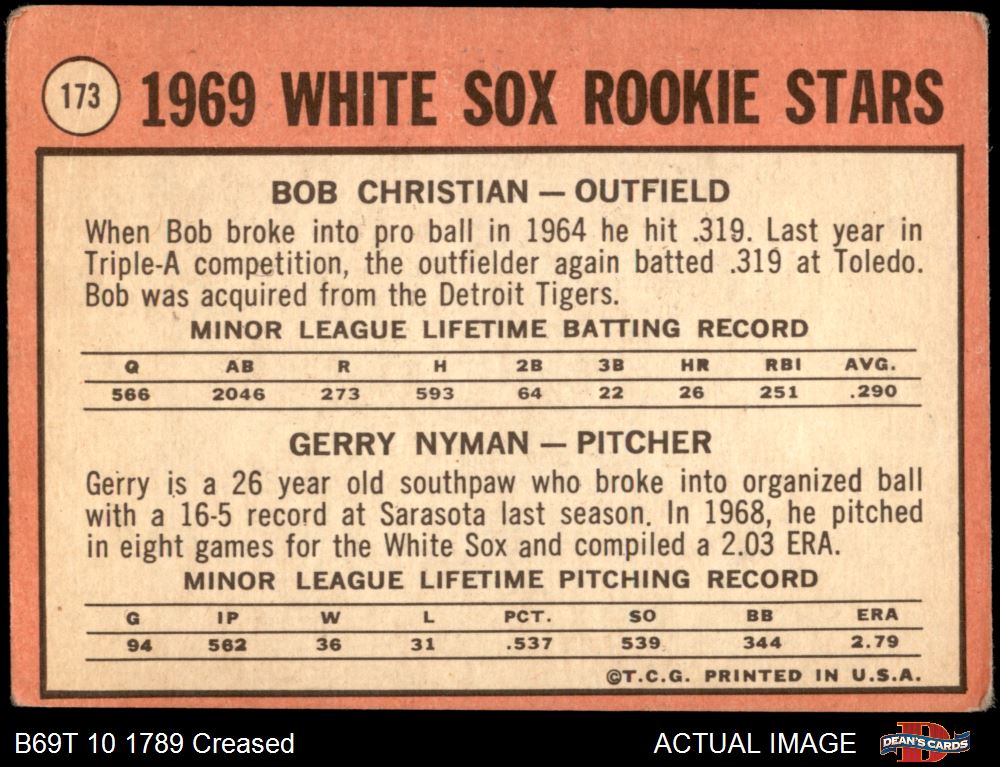 173
1969 WHITE SOX ROOKIE STARS
BOB CHRISTIAN — OUTFIELD
When Bob broke into pro ball in 1964 he hit .319. Last year in
Triple-A competition, the outfielder again batted .319 at Toledo.
Bob was acquired from the Detroit Tigers.
MINOR LEAGUE LIFETIME BATTING RECORD
G AB R H 2B 3B HR RBI AVG.
566 2046 273 593 64 22 26 251 .290
GERRY NYMAN — PITCHER
Gerry is a 26 year old southpaw who broke into organized ball
with a 16-5 record at Sarasota last season. In 1968, he pitched
in eight games for the White Sox and compiled a 2.03 ERA.
MINOR LEAGUE LIFETIME PITCHING RECORD
G IP W L PCT. SO BB ERA
94 562 36 31 .537 539 344 2.79
©T.C.G. PRINTED IN U.S.A.
B69T 10 1789 Creased
ACTUAL IMAGE
D
DEAN'S CARDS